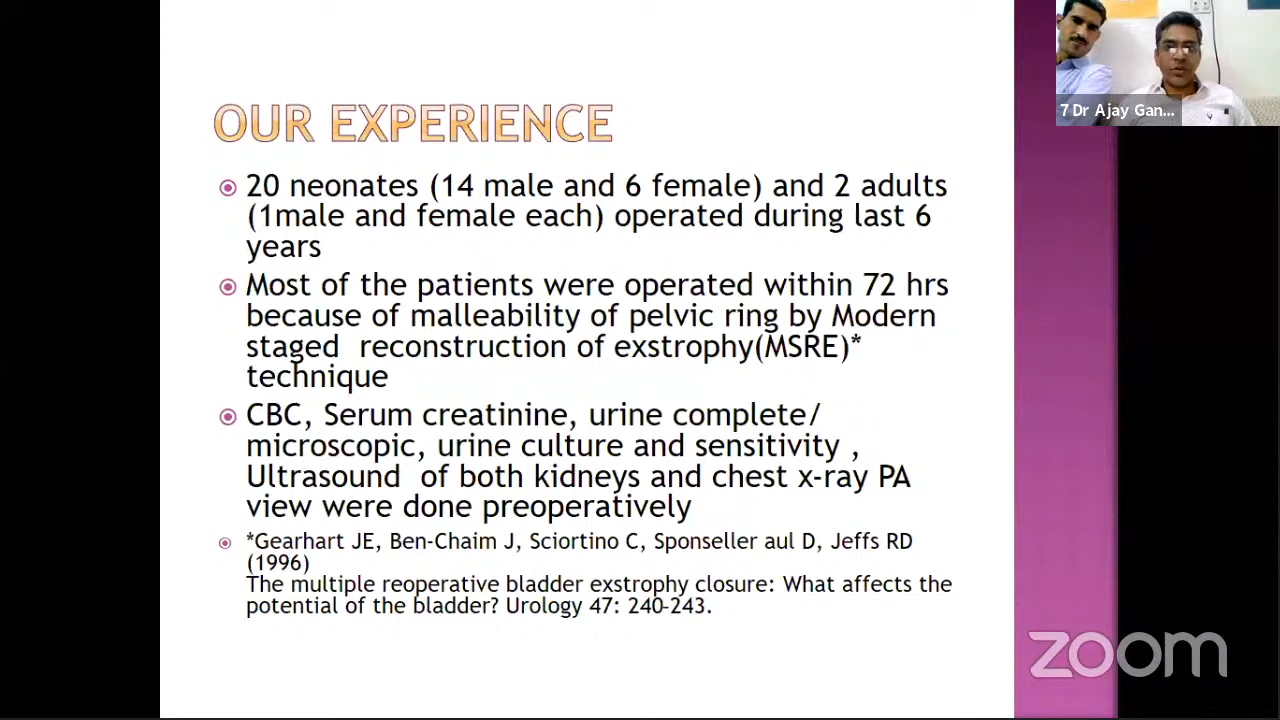 OUR EXPERIENCE
20 neonates (14 male and 6 female) and 2 adults
(1male and female each) operated during last 6
years
Most of the patients were operated within 72 hrs
because of malleability of pelvic ring by Modern
staged reconstruction of exstrophy(MSRE)*
technique
CBC, Serum creatinine, urine complete/
microscopic, urine culture and sensitivity ,
Ultrasound of both kidneys and chest x-ray PA
view were done preoperatively
*Gearhart JE, Ben-Chaim J, Sciortino C, Sponseller aul D, Jeffs RD
(1996)
The multiple reoperative bladder exstrophy closure: What affects the
potential of the bladder? Urology 47: 240-243.
7 Dr Ajay Gan...
zoom